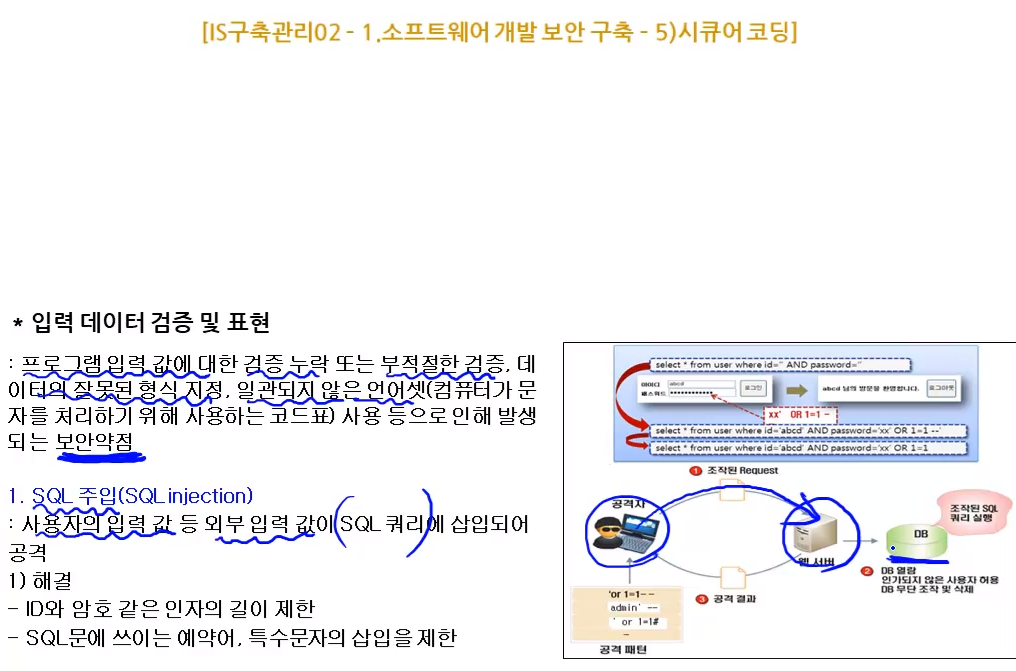 [IS구축관리02 - 1.소프트웨어 개발 보안 구축 - 5)시큐어 코딩]
* 입력 데이터 검증 및 표현
: 프로그램 입력 값에 대한 검증 누락 또는 부적절한 검증, 데
이터의 잘못된 형식 지정, 일관되지 않은 언어셋(컴퓨터가 문
자를 처리하기 위해 사용하는 코드표) 사용 등으로 인해 발생
되는 보안약점
1. SQL 주입(SQL injection)
: 사용자의 입력 값 등 외부 입력 값이 SQL 쿼리에 삽입되어
공격
1) 해결
- ID와 암호 같은 인자의 길이 제한
- SQL문에 쓰이는 예약어, 특수문자의 삽입을 제한
select * from user where id='' AND password=''
아이디 abcd
패스워드 ************
로그인
abcd 님의 방문을 환영합니다.
로그아웃
xx' OR 1=1 –
select * from user where id='abcd' AND password='xx' OR 1=1 --'
select * from user where id='abcd' AND password='xx' OR 1=1
1 조작된 Request
공격자
웹 서버
DB
조작된 SQL
쿼리 실행
2 DB 열람
인가되지 않은 사용자 허용
DB 무단 조작 및 삭제
3 공격 결과
'or 1=1--
admin' --
' or 1=1#
–
공격 패턴